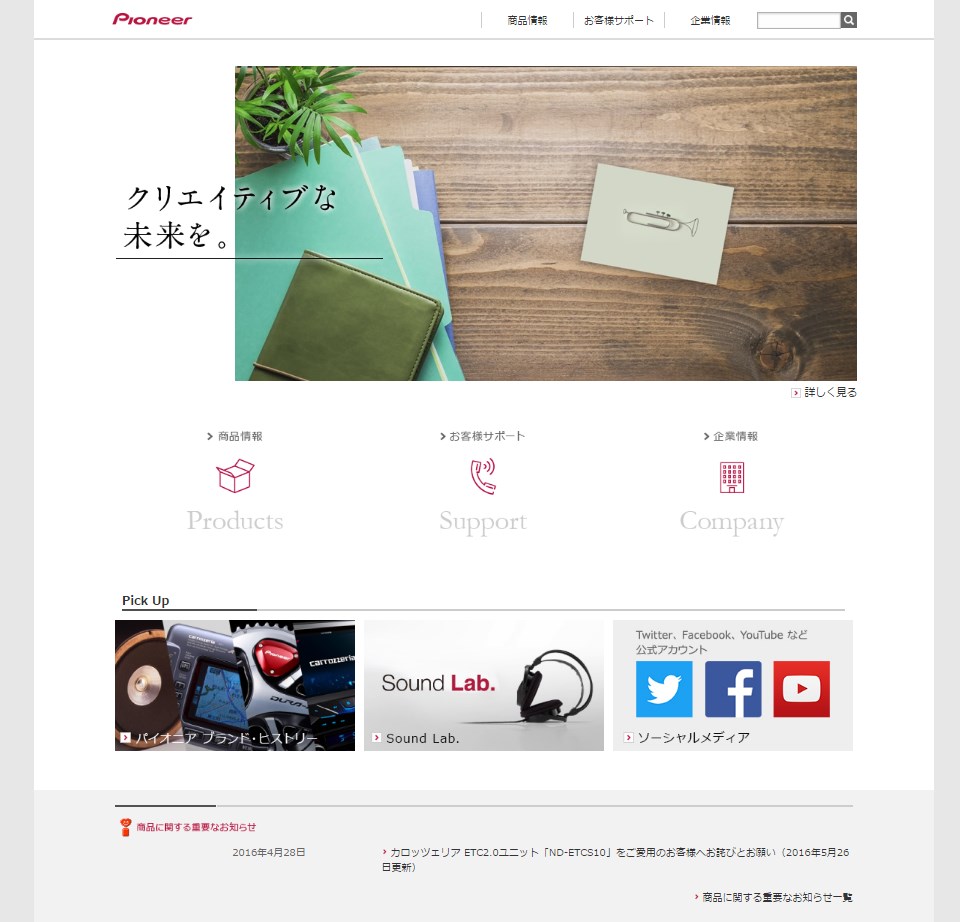 Pioneer
商品情報
お客様サポート
企業情報
クリエイティブな
未来を。
詳しく見る
商品情報
お客様サポート
企業情報
Products
Support
Company
Pick Up
carrozzeria
Pioneer
carrozzeria
パイオニア ブランド・ヒストリー
Sound Lab.
Sound Lab.
Twitter、Facebook、YouTube など
公式アカウント
ソーシャルメディア
商品に関する重要なお知らせ
2016年4月28日
カロッツェリア ETC2.0ユニット「ND-ETCS10」をご愛用のお客様へお詫びとお願い（2016年5月26
日更新）
商品に関する重要なお知らせ一覧